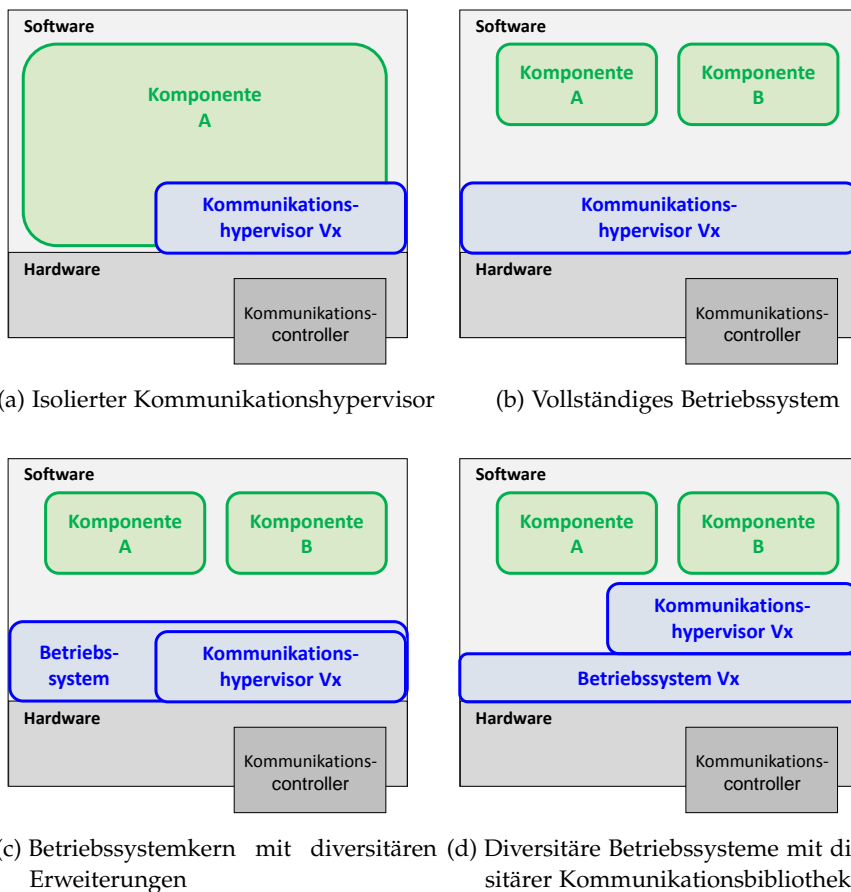 Software
Komponente
A
Kommunikations-
hypervisor Vx
Hardware
Kommunikations-
controller
(a) Isolierter Kommunikationshypervisor
Software
Komponente
A
Komponente
B
Kommunikations-
hypervisor Vx
Hardware
Kommunikations-
controller
(b) Vollständiges Betriebssystem
Software
Komponente
A
Komponente
B
Betriebs-
system
Kommunikations-
hypervisor Vx
Hardware
Kommunikations-
controller
(c) Betriebssystemkern mit diversitären
Erweiterungen
Software
Komponente
A
Komponente
B
Kommunikations-
hypervisor Vx
Betriebssystem Vx
Hardware
Kommunikations-
controller
(d) Diversitäre Betriebssysteme mit di
sitärer Kommunikationsbibliothek